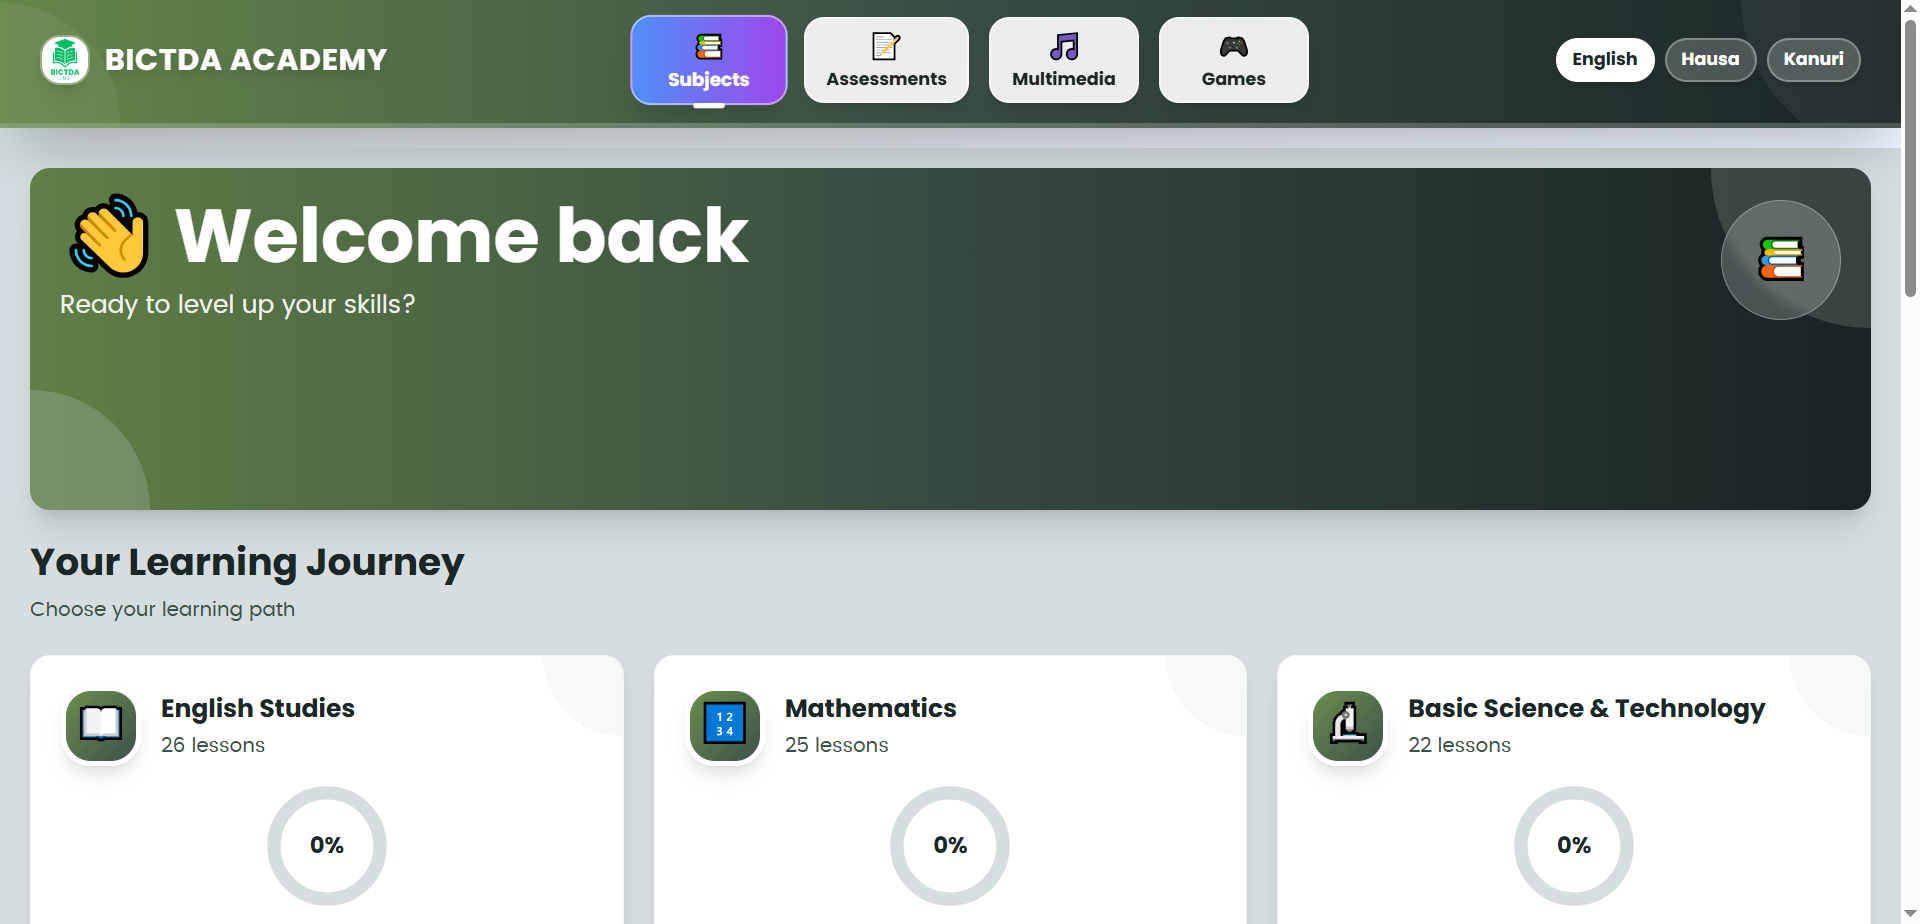 BICTDA
BICTDA ACADEMY
Subjects
Assessments
Multimedia
Games
English
Hausa
Kanuri
Welcome back
Ready to level up your skills?
Your Learning Journey
Choose your learning path
English Studies
26 lessons
0%
1 2
3 4
Mathematics
25 lessons
0%
Basic Science & Technology
22 lessons
0%